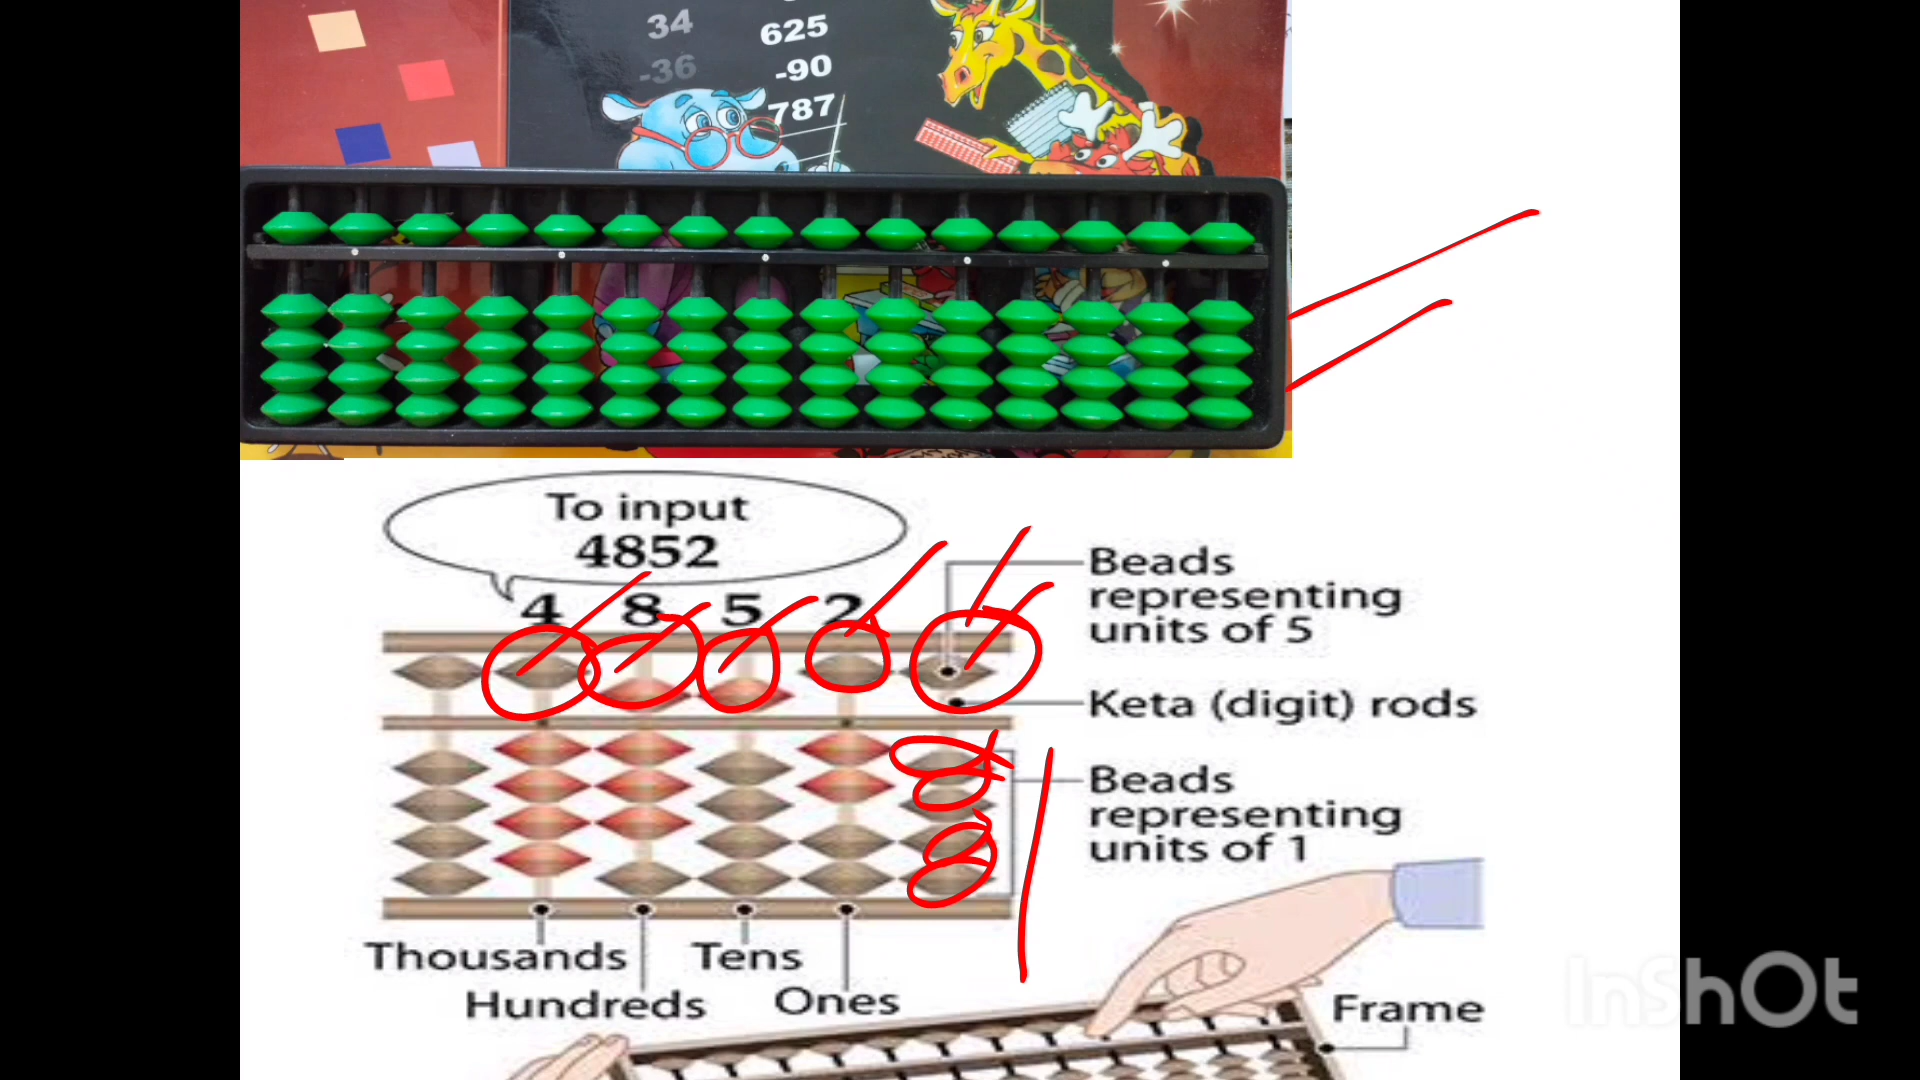 34
625
-36
-90
787
To input
4852
4 8 5 2
Beads
representing
units of 5
Keta (digit) rods
Beads
representing
units of 1
Thousands
Tens
Hundreds
Ones
Frame
InShOt